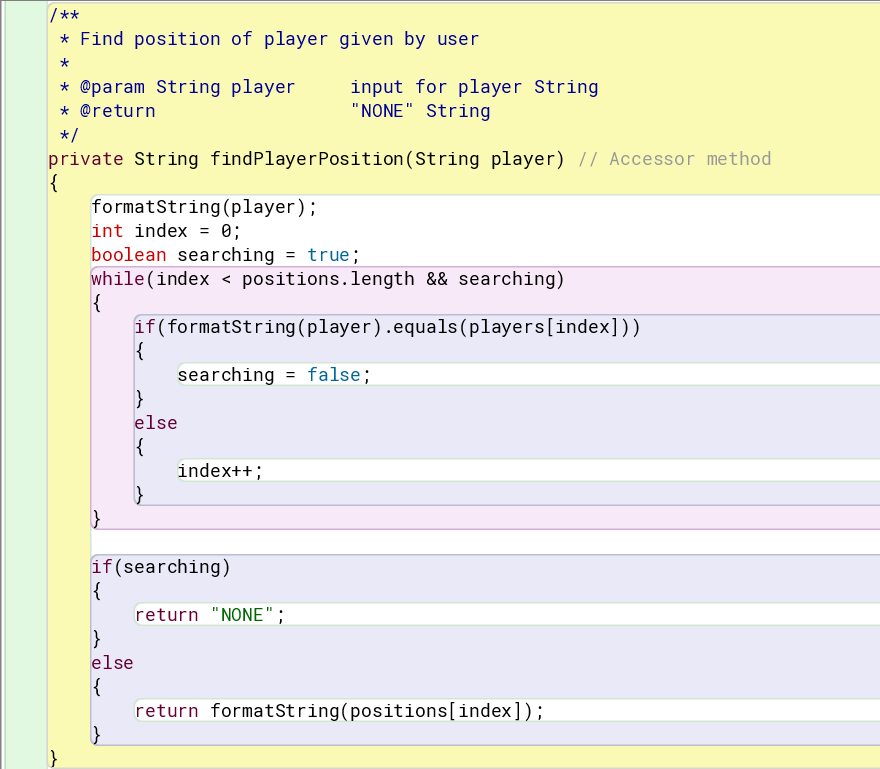 /**
 * Find position of player given by user
 *
 * @param String player     input for player String
 * @return                  "NONE" String
 */
private String findPlayerPosition(String player) // Accessor method
{
    formatString(player);
    int index = 0;
    boolean searching = true;
    while(index < positions.length && searching)
    {
        if(formatString(player).equals(players[index]))
        {
            searching = false;
        }
        else
        {
            index++;
        }
    }

    if(searching)
    {
        return "NONE";
    }
    else
    {
        return formatString(positions[index]);
    }
}